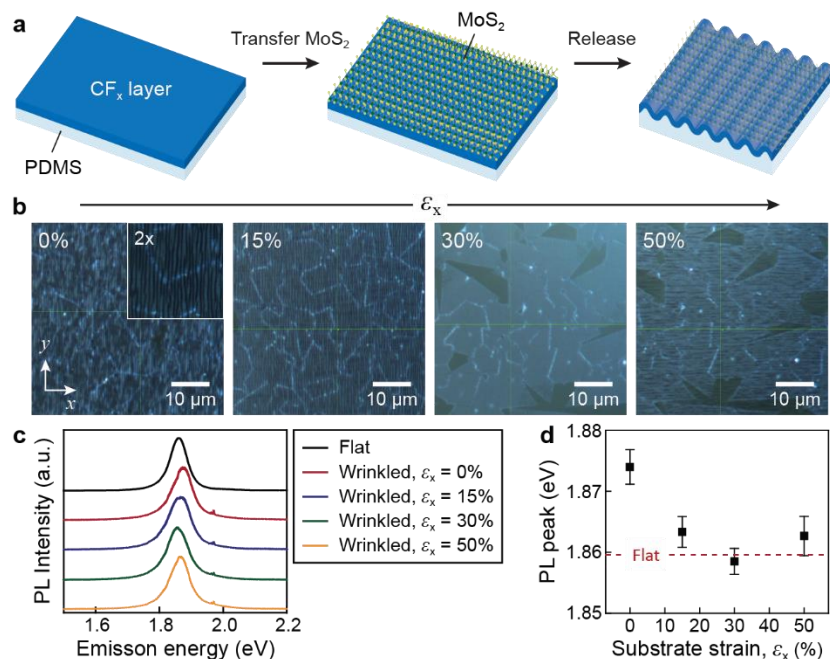 a
Transfer MoS₂
MoS₂
Release
CFₓ layer
PDMS
b
εₓ
0%
2x
15%
30%
50%
y
x
10 µm
10 µm
10 µm
10 µm
c
PL Intensity (a.u.)
1.6
1.8
2.0
2.2
Emisson energy (eV)
Flat
Wrinkled, εₓ = 0%
Wrinkled, εₓ = 15%
Wrinkled, εₓ = 30%
Wrinkled, εₓ = 50%
d
PL peak (eV)
1.88
1.87
1.86
1.85
Flat
0
10
20
30
40
50
Substrate strain, εₓ (%)